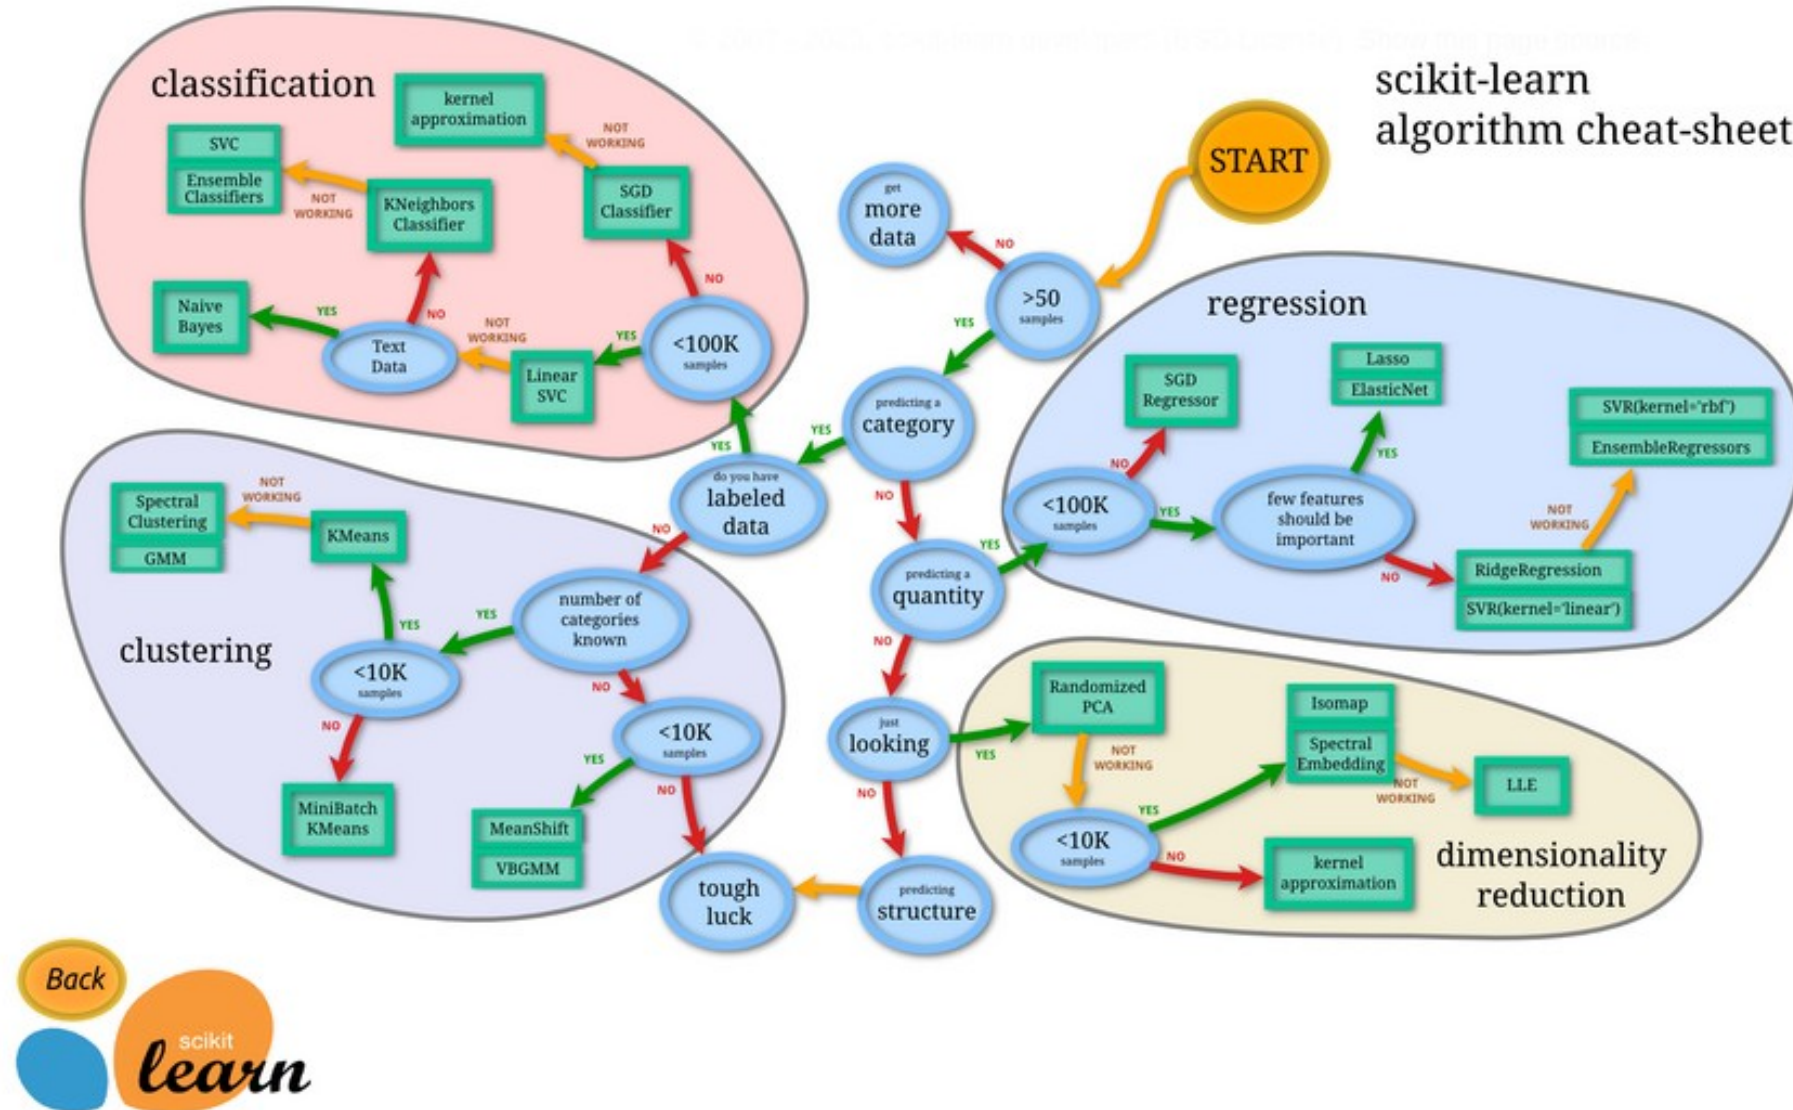 scikit-learn
algorithm cheat-sheet
START
get
more
data
NO
>50
samples
YES
predicting a
category
YES
NO
do you have
labeled
data
YES
NO
predicting a
quantity
YES
NO
just
looking
YES
NO
predicting
structure
tough
luck
classification
kernel
approximation
NOT
WORKING
SGD
Classifier
NO
<100K
samples
YES
Linear
SVC
NOT
WORKING
Text
Data
YES
Naive
Bayes
NO
KNeighbors
Classifier
NOT
WORKING
SVC
Ensemble
Classifiers
regression
SGD
Regressor
NO
<100K
samples
YES
few features
should be
important
YES
Lasso
ElasticNet
NO
RidgeRegression
SVR(kernel='linear')
NOT
WORKING
SVR(kernel='rbf')
EnsembleRegressors
clustering
number of
categories
known
YES
<10K
samples
YES
KMeans
NOT
WORKING
Spectral
Clustering
GMM
NO
MiniBatch
KMeans
NO
<10K
samples
YES
MeanShift
VBGMM
NO
dimensionality
reduction
Randomized
PCA
NOT
WORKING
<10K
samples
YES
Isomap
Spectral
Embedding
NOT
WORKING
LLE
NO
kernel
approximation
Back
scikit
learn